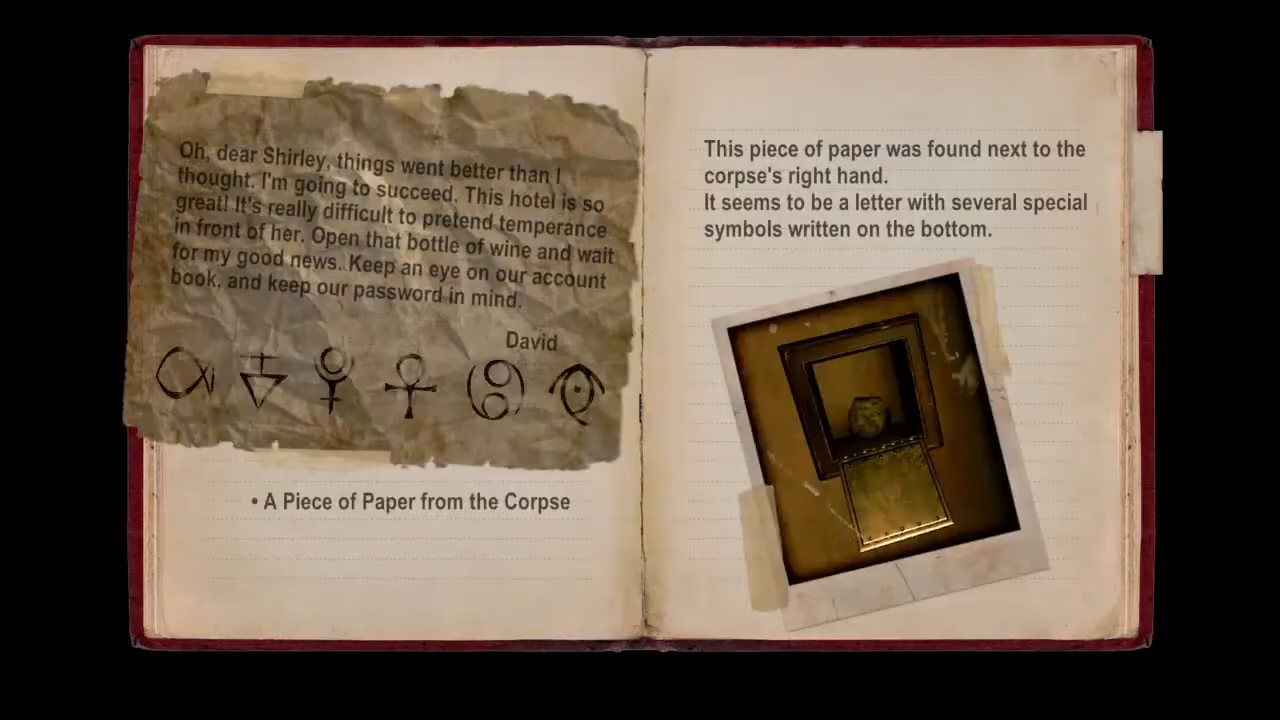 Oh, dear Shirley, things went better than I
thought. I'm going to succeed. This hotel is so
great! It's really difficult to pretend temperance
in front of her. Open that bottle of wine and wait
for my good news. Keep an eye on our account
book, and keep our password in mind.
David
• A Piece of Paper from the Corpse
This piece of paper was found next to the
corpse's right hand.
It seems to be a letter with several special
symbols written on the bottom.